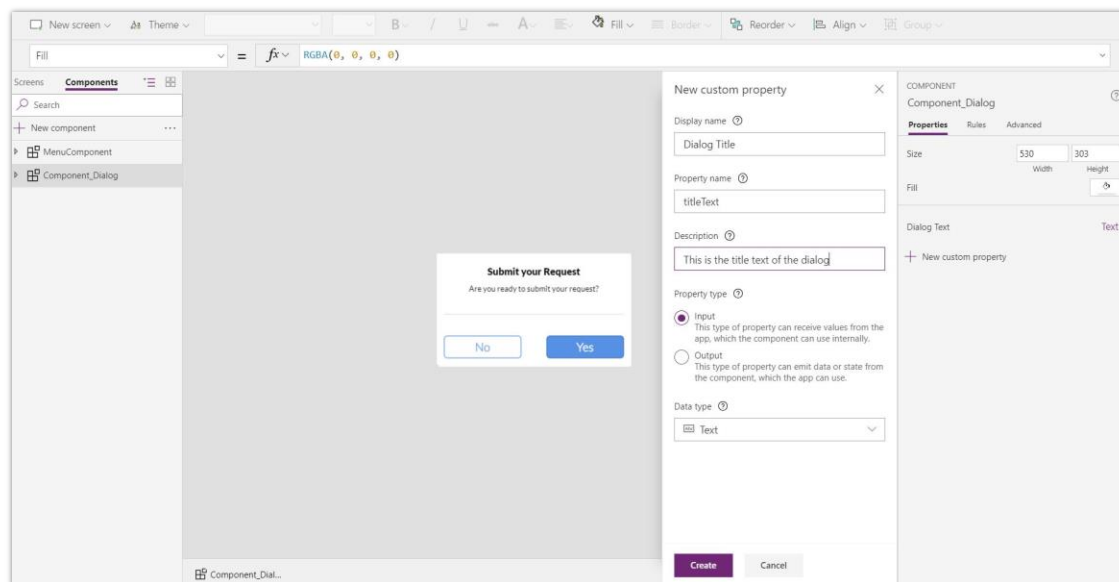 New screen Theme B / U abc A Fill Border Reorder Align Group
Fill = fx RGBA(0, 0, 0, 0)
Screens Components
Search
New component ...
MenuComponent
Component_Dialog
Submit your Request
Are you ready to submit your request?
No Yes
Component_Dial...
New custom property
Display name
Dialog Title
Property name
titleText
Description
This is the title text of the dialog
Property type
Input
This type of property can receive values from the
app, which the component can use internally.
Output
This type of property can emit data or state from
the component, which the app can use.
Data type
Text
Create Cancel
COMPONENT
Component_Dialog
Properties Rules Advanced
Size 530 303
Width Height
Fill
Dialog Text Text
New custom property